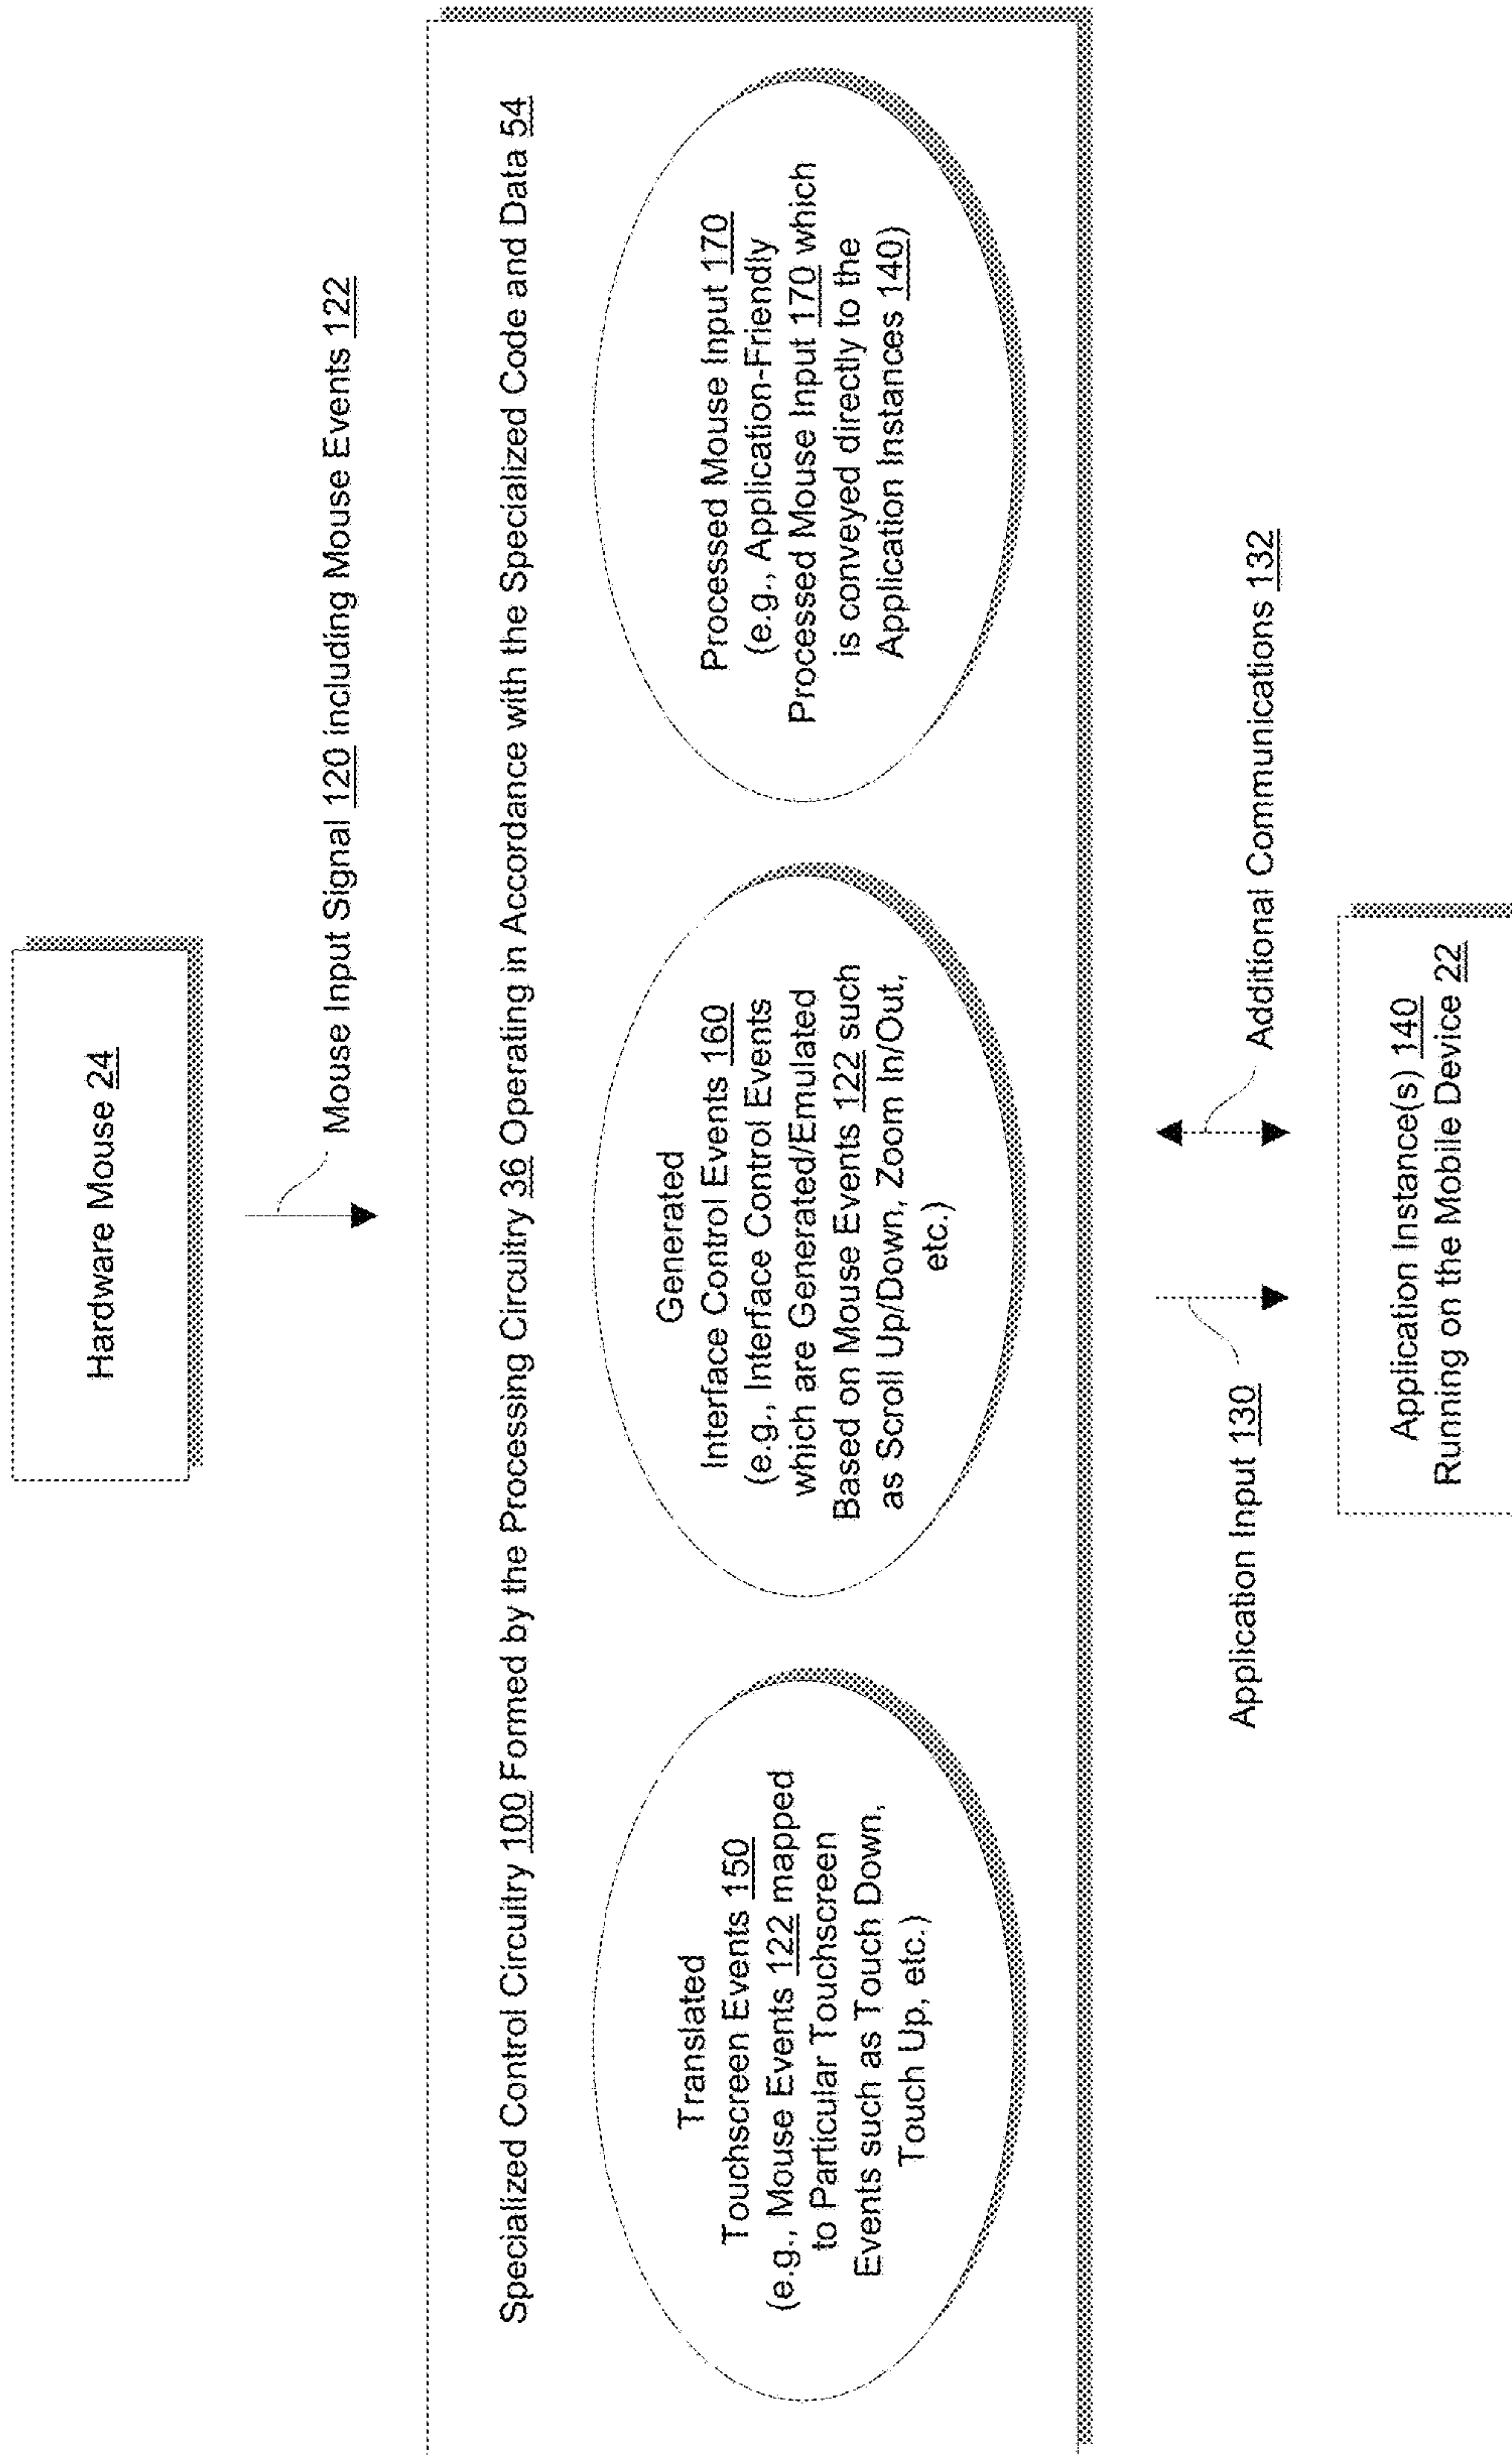 Hardware Mouse 24
Mouse Input Signal 120 including Mouse Events 122
Specialized Control Circuitry 100 Formed by the Processing Circuitry 36 Operating in Accordance with the Specialized Code and Data 54
Translated
Touchscreen Events 150
(e.g., Mouse Events 122 mapped
to Particular Touchscreen
Events such as Touch Down,
Touch Up, etc.)
Generated
Interface Control Events 160
(e.g., Interface Control Events
which are Generated/Emulated
Based on Mouse Events 122 such
as Scroll Up/Down, Zoom In/Out,
etc.)
Processed Mouse Input 170
(e.g., Application-Friendly
Processed Mouse Input 170 which
is conveyed directly to the
Application Instances 140)
Application Input 130
Additional Communications 132
Application Instance(s) 140
Running on the Mobile Device 22